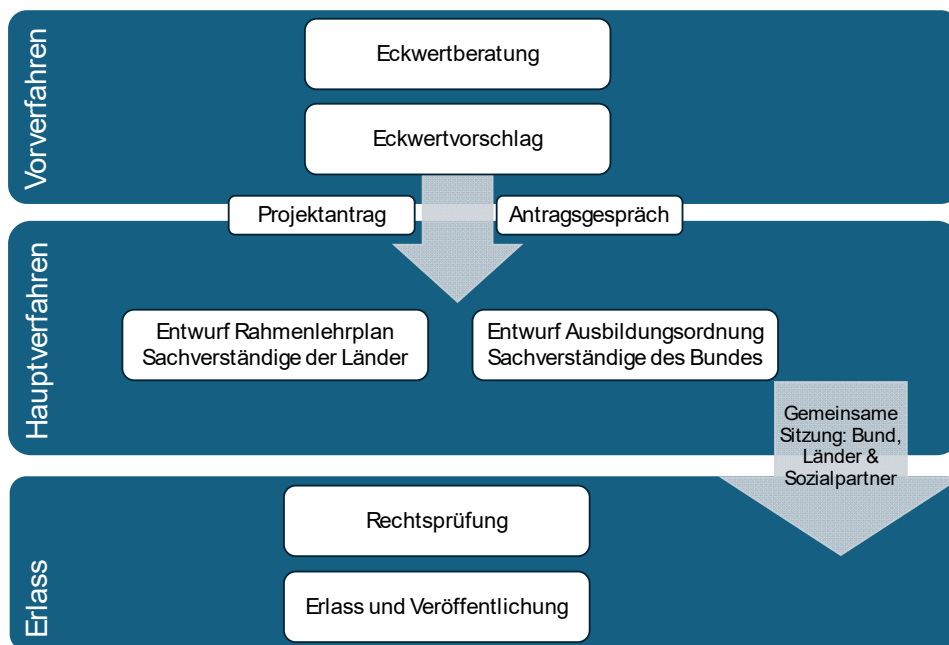 Vorverfahren
Eckwertberatung
Eckwertvorschlag
Projektantrag
Antragsgespräch
Hauptverfahren
Entwurf Rahmenlehrplan
Sachverständige der Länder
Entwurf Ausbildungsordnung
Sachverständige des Bundes
Gemeinsame
Sitzung: Bund,
Länder &
Sozialpartner
Erlass
Rechtsprüfung
Erlass und Veröffentlichung